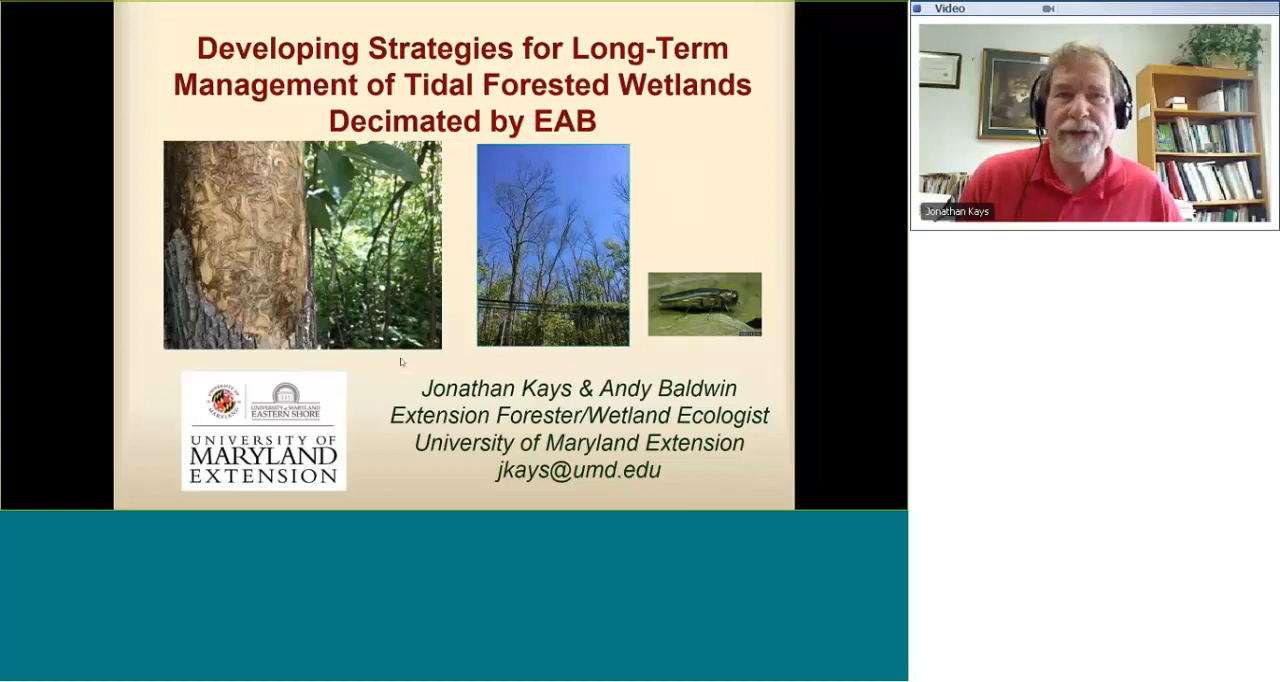 Developing Strategies for Long-Term
Management of Tidal Forested Wetlands
Decimated by EAB
Jonathan Kays & Andy Baldwin
Extension Forester/Wetland Ecologist
University of Maryland Extension
jkays@umd.edu
UNIVERSITY OF MARYLAND
EASTERN SHORE
UNIVERSITY OF
MARYLAND
EXTENSION
Video
Jonathan Kays